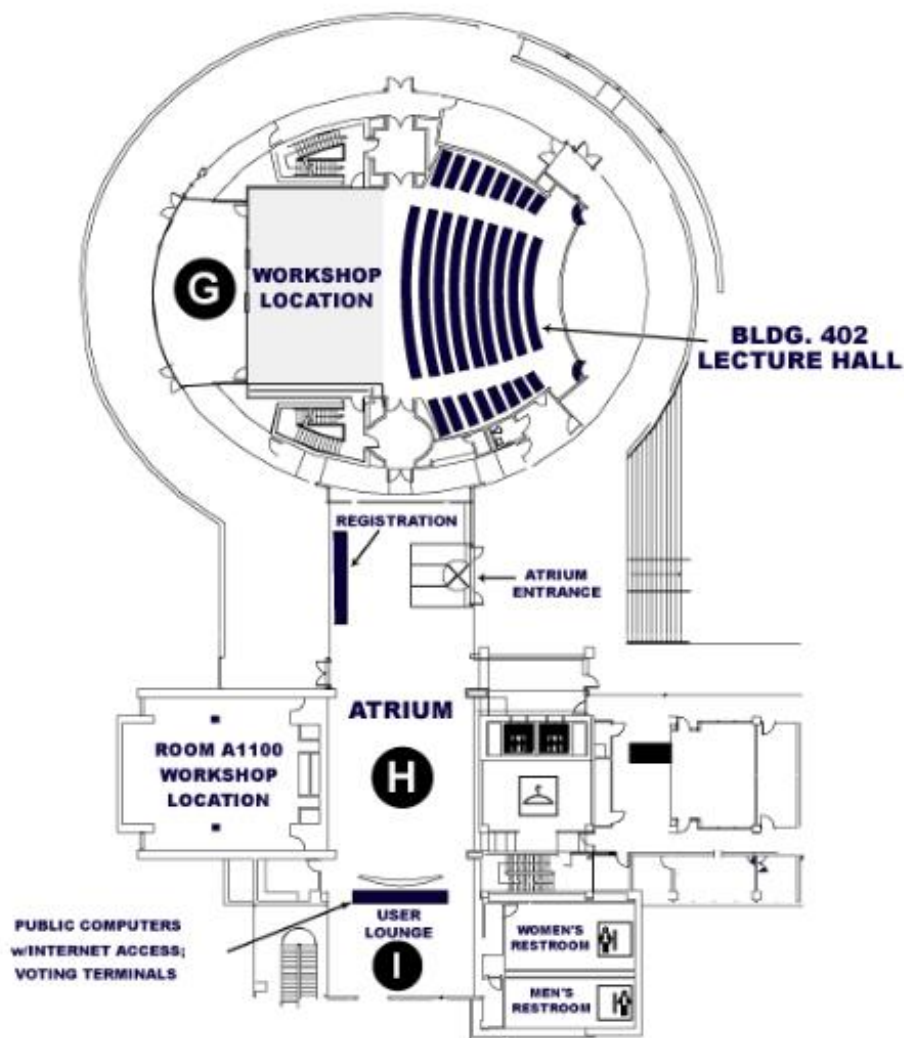 G
WORKSHOP
LOCATION
BLDG. 402
LECTURE HALL
REGISTRATION
ATRIUM
ENTRANCE
ATRIUM
ROOM A1100
WORKSHOP
LOCATION
H
PUBLIC COMPUTERS
w/INTERNET ACCESS;
VOTING TERMINALS
USER
LOUNGE
I
WOMEN'S
RESTROOM
MEN'S
RESTROOM